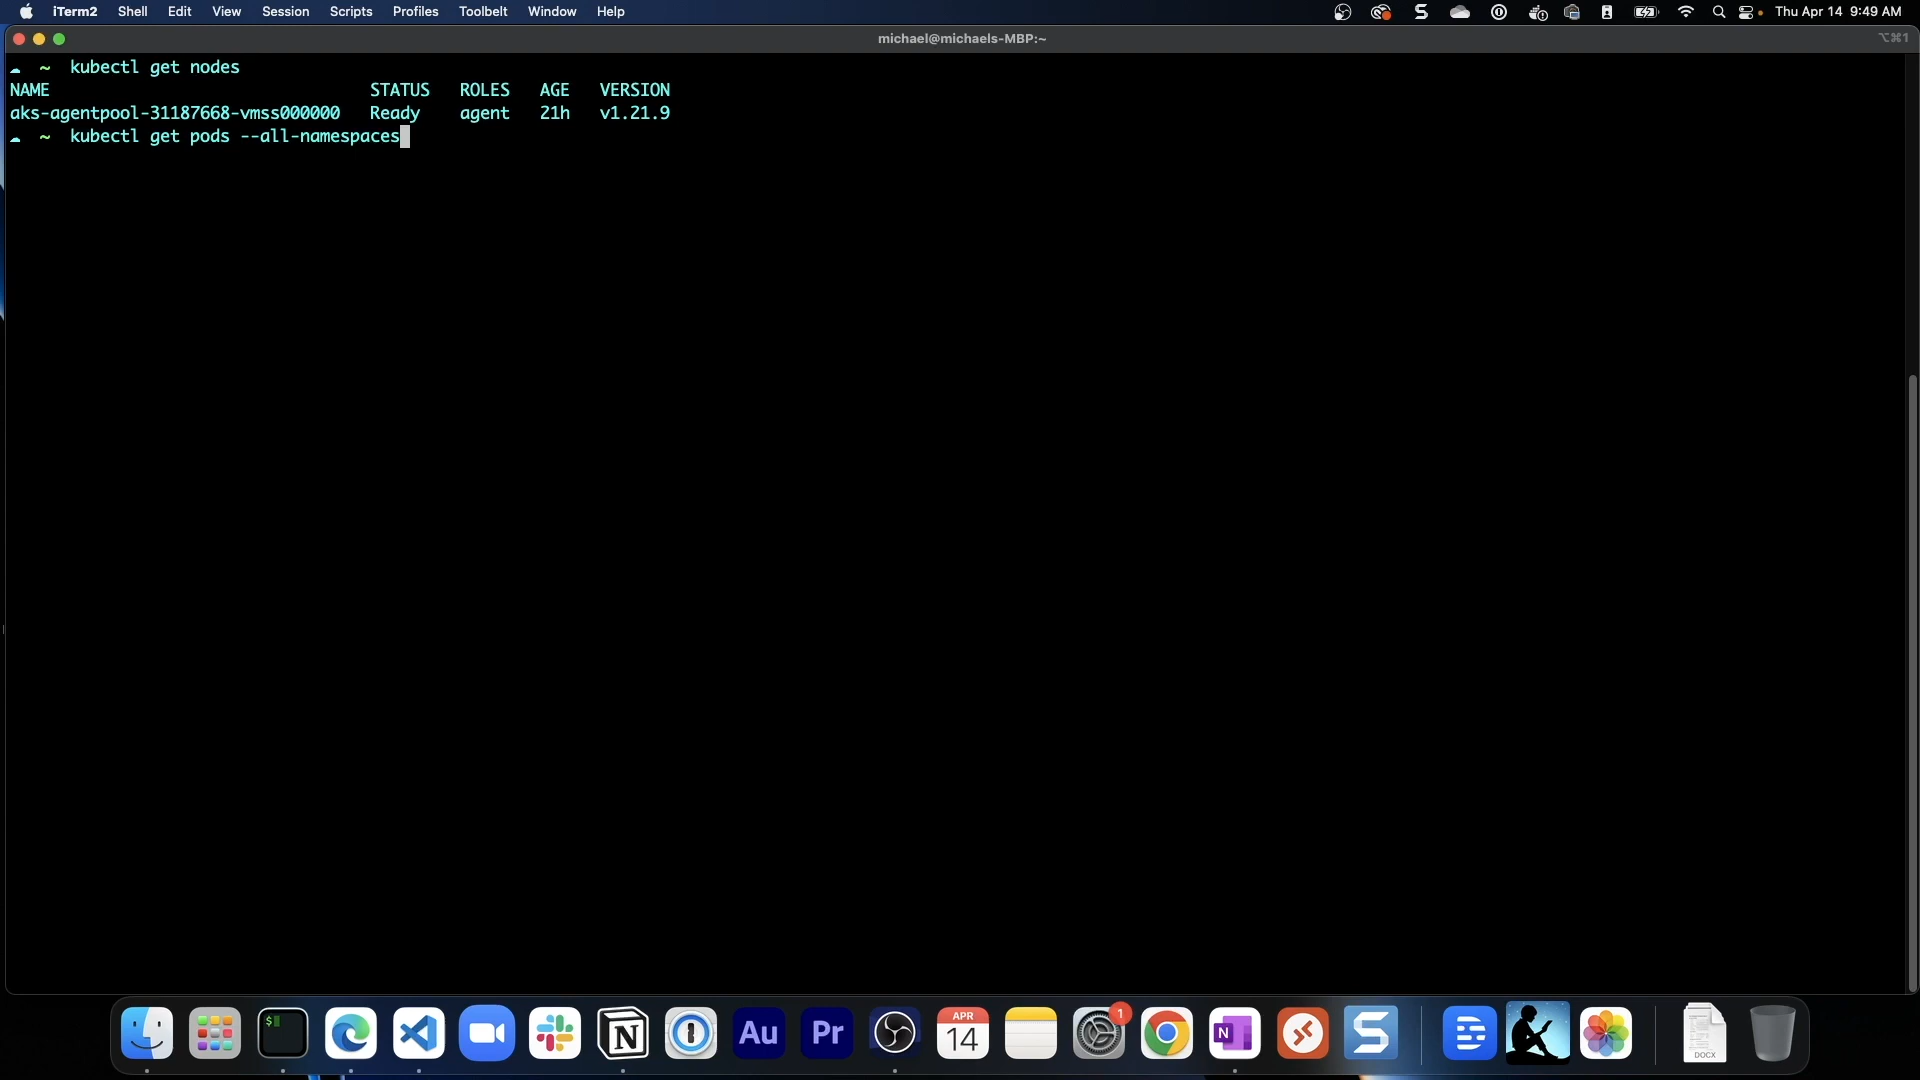 iTerm2 Shell Edit View Session Scripts Profiles Toolbelt Window Help Thu Apr 14 9:49 AM
michael@michaels-MBP:~ ⌥⌘1
~ kubectl get nodes
NAME STATUS ROLES AGE VERSION
aks-agentpool-31187668-vmss000000 Ready agent 21h v1.21.9
~ kubectl get pods --all-namespaces
$
Au
Pr
APR
14
1
N
S
DOCX